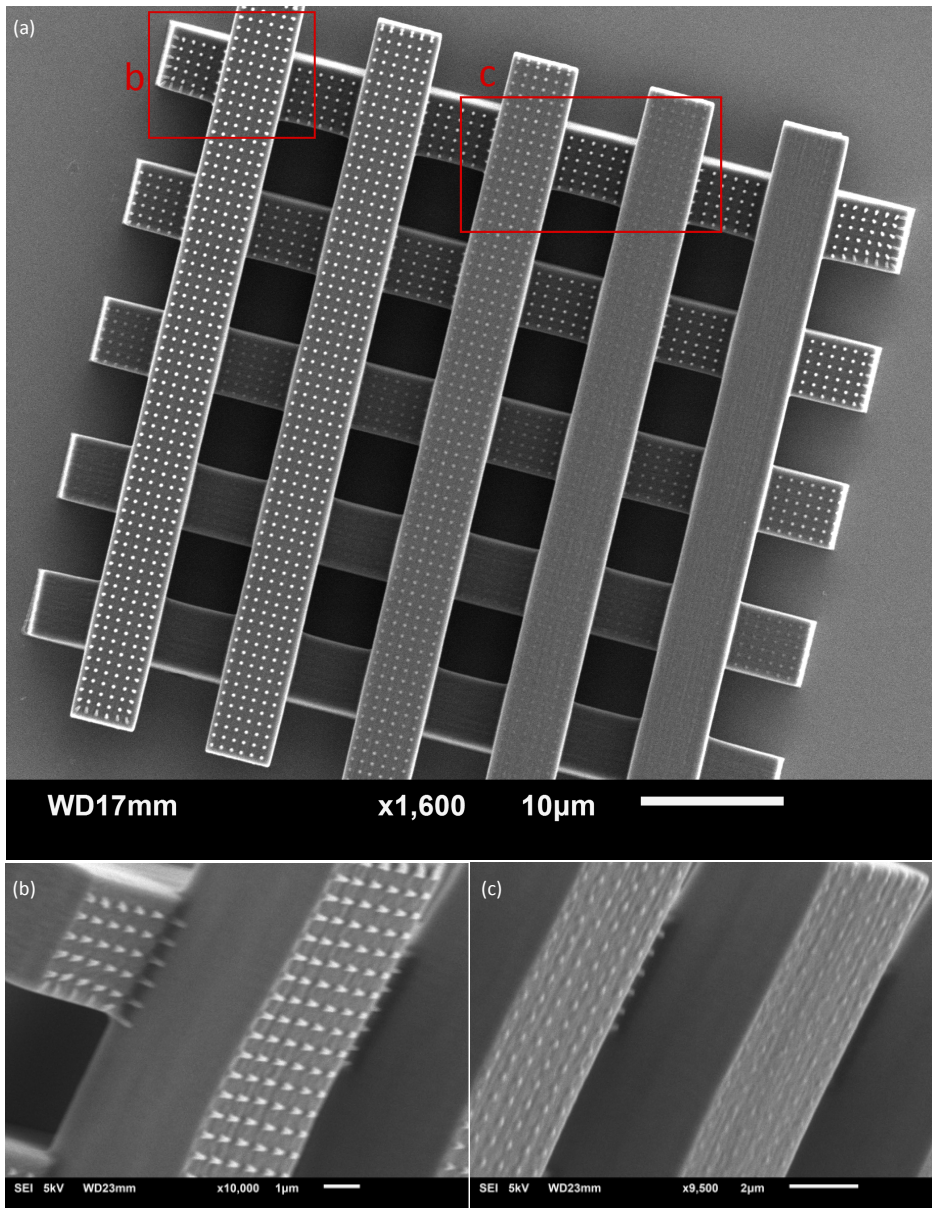 (a)
b
c
WD17mm x1,600 10µm
(b)
(c)
SEI 5kV WD23mm x10,000 1µm
SEI 5kV WD23mm x9,500 2µm